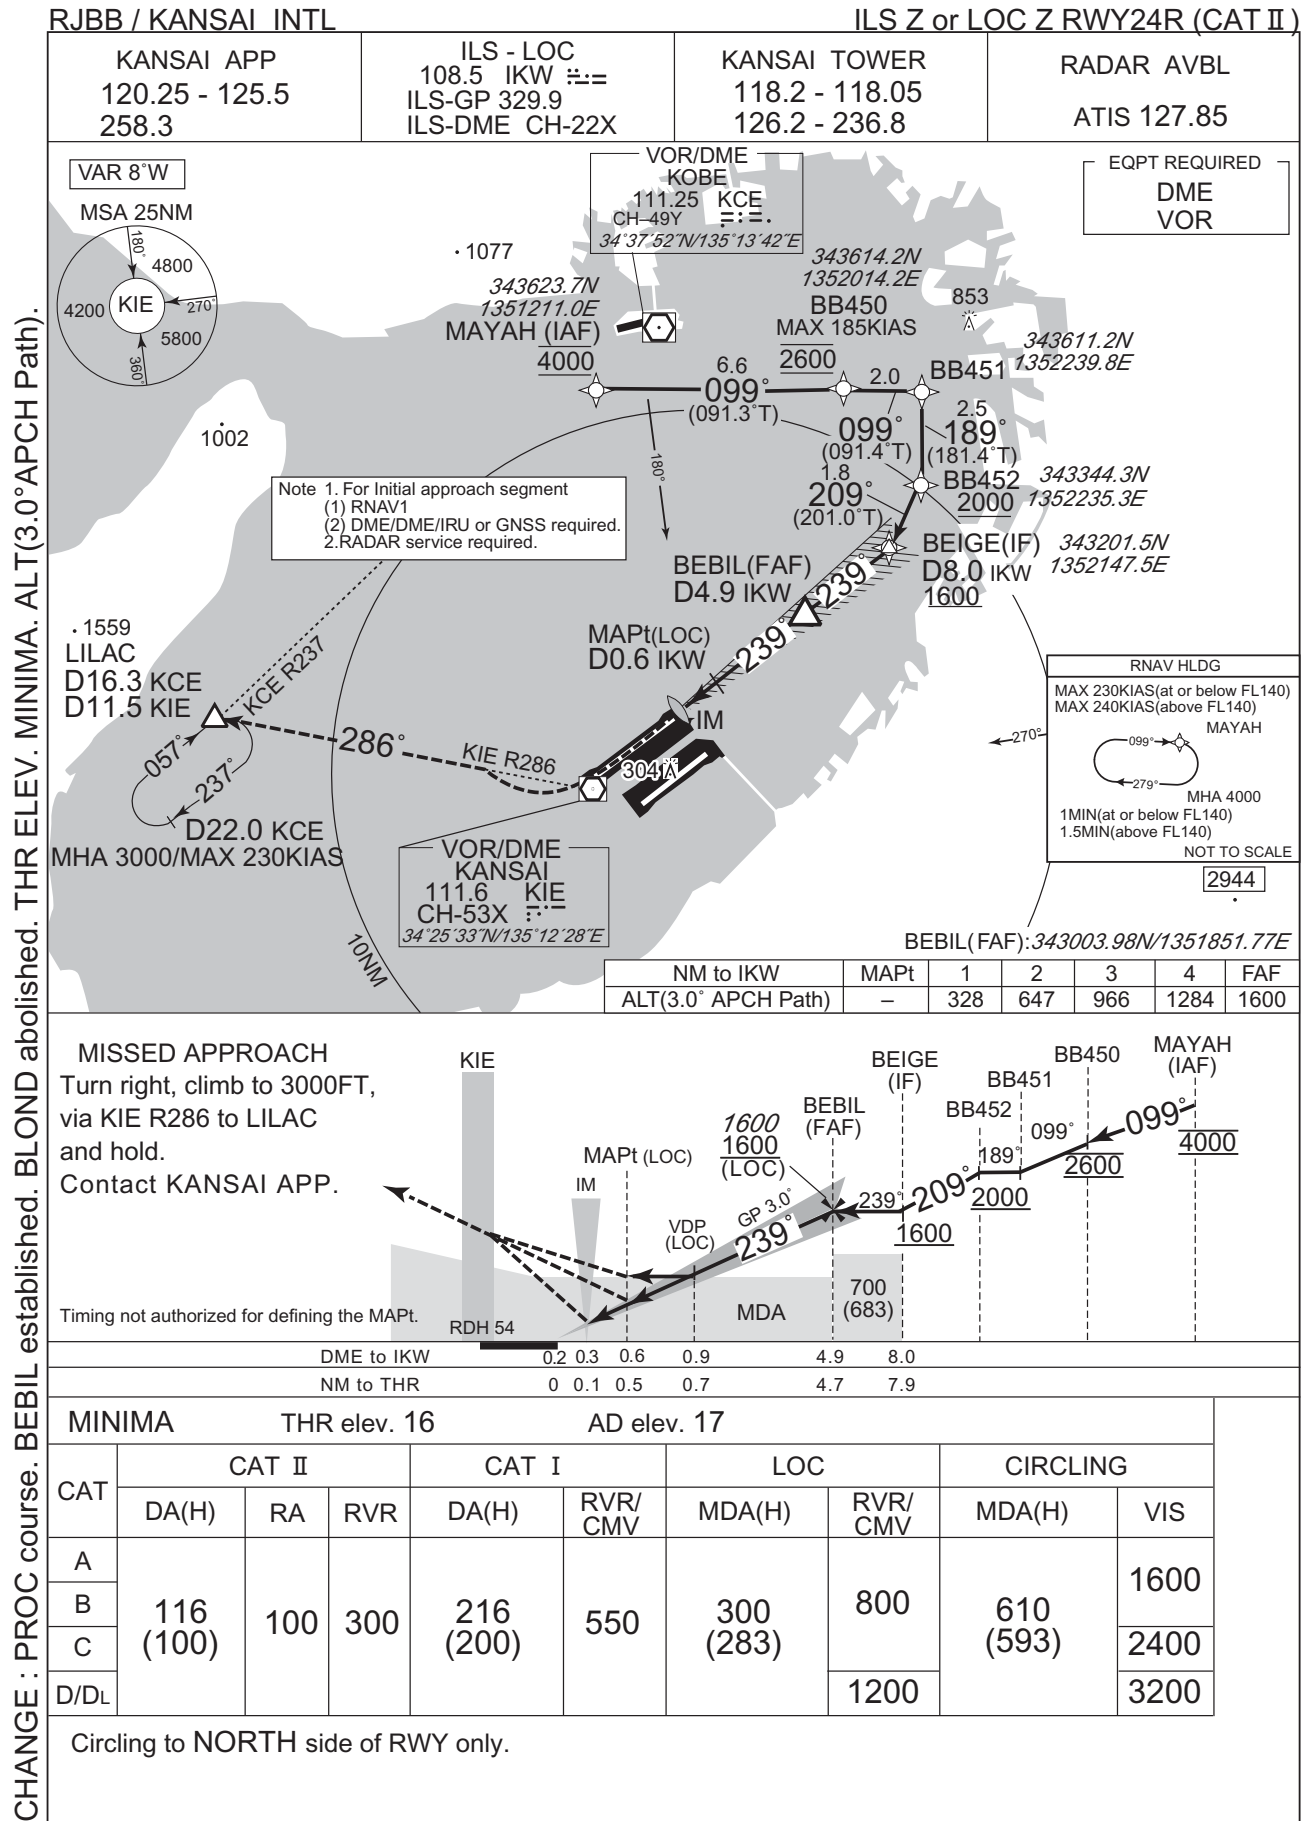 RJBB / KANSAI INTL
ILS Z or LOC Z RWY24R (CAT Ⅱ)
KANSAI APP
120.25 - 125.5
258.3
ILS - LOC
108.5 IKW
ILS-GP 329.9
ILS-DME CH-22X
KANSAI TOWER
118.2 - 118.05
126.2 - 236.8
RADAR AVBL
ATIS 127.85
VAR 8˚W
MSA 25NM
180˚
4800
4200
KIE
270˚
5800
360˚
VOR/DME
KOBE
111.25 KCE
CH-49Y
34˚37´52˝N/135˚13´42˝E
EQPT REQUIRED
DME
VOR
1077
343623.7N
1351211.0E
MAYAH (IAF)
4000
343614.2N
1352014.2E
BB450
MAX 185KIAS
2600
853
343611.2N
1352239.8E
BB451
6.6
099˚
(091.3˚T)
2.0
099˚
(091.4˚T)
2.5
189˚
(181.4˚T)
1002
180˚
1.8
209˚
(201.0˚T)
BB452
2000
343344.3N
1352235.3E
Note 1. For Initial approach segment
(1) RNAV1
(2) DME/DME/IRU or GNSS required.
2.RADAR service required.
BEIGE(IF)
D8.0 IKW
1600
343201.5N
1352147.5E
BEBIL(FAF)
D4.9 IKW
239˚
239˚
MAPt(LOC)
D0.6 IKW
1559
LILAC
D16.3 KCE
D11.5 KIE
KCE R237
IM
286˚
KIE R286
304
057˚
237˚
D22.0 KCE
MHA 3000/MAX 230KIAS
VOR/DME
KANSAI
111.6 KIE
CH-53X
34˚25´33˝N/135˚12´28˝E
10NM
270˚
RNAV HLDG
MAX 230KIAS(at or below FL140)
MAX 240KIAS(above FL140)
MAYAH
099˚
279˚
MHA 4000
1MIN(at or below FL140)
1.5MIN(above FL140)
NOT TO SCALE
2944
BEBIL(FAF):343003.98N/1351851.77E
NM to IKW MAPt 1 2 3 4 FAF
ALT(3.0˚ APCH Path) – 328 647 966 1284 1600
MISSED APPROACH
Turn right, climb to 3000FT,
via KIE R286 to LILAC
and hold.
Contact KANSAI APP.
Timing not authorized for defining the MAPt.
KIE
RDH 54
IM
MAPt (LOC)
VDP
(LOC)
GP 3.0˚
239˚
1600
1600
(LOC)
BEBIL
(FAF)
MDA
700
(683)
239˚
BEIGE
(IF)
1600
209˚
BB452
2000
189˚
BB451
099˚
BB450
2600
099˚
MAYAH
(IAF)
4000
DME to IKW 0.2 0.3 0.6 0.9 4.9 8.0
NM to THR 0 0.1 0.5 0.7 4.7 7.9
MINIMA THR elev. 16 AD elev. 17
CAT
CAT Ⅱ
CAT Ⅰ
LOC
CIRCLING
DA(H)
RA
RVR
DA(H)
RVR/
CMV
MDA(H)
RVR/
CMV
MDA(H)
VIS
A
B
C
D/DL
116
(100)
100
300
216
(200)
550
300
(283)
800
1200
610
(593)
1600
2400
3200
Circling to NORTH side of RWY only.
CHANGE : PROC course. BEBIL established. BLOND abolished. THR ELEV. MINIMA. ALT(3.0˚APCH Path).